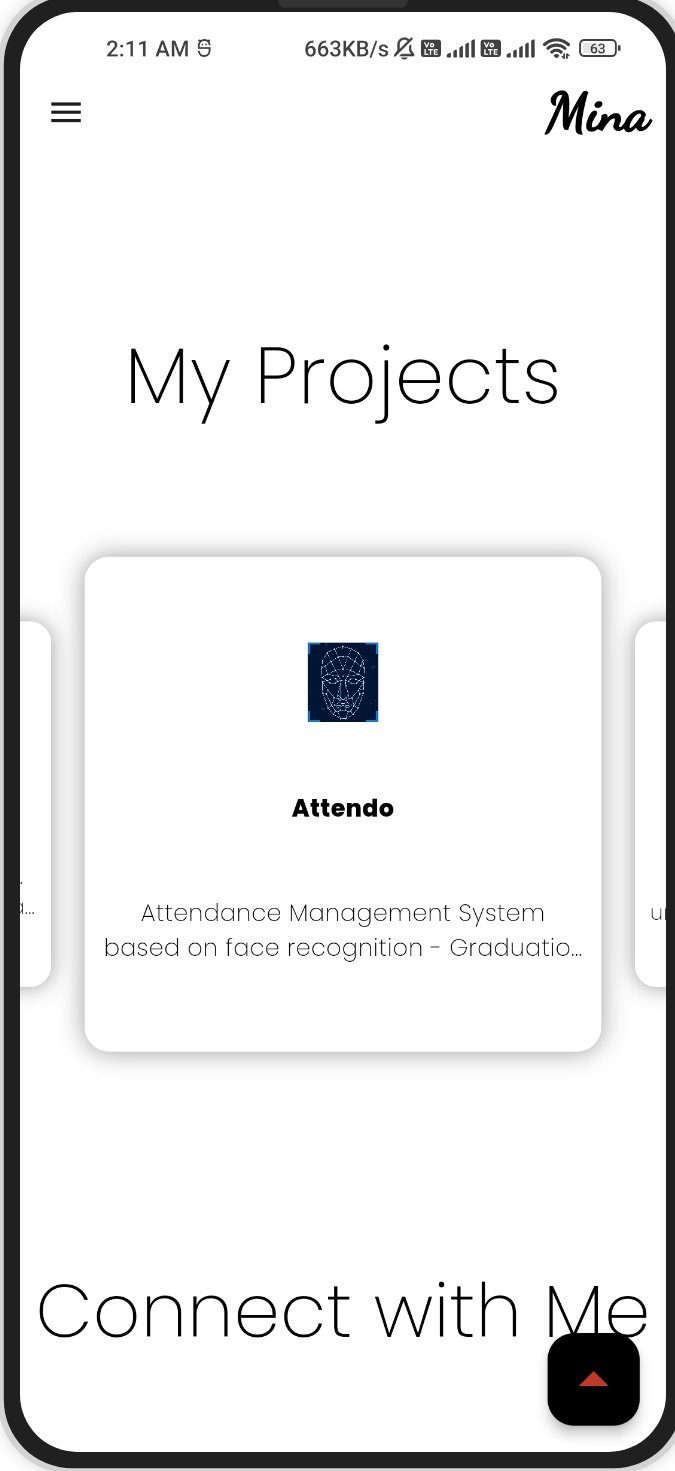 2:11 AM
663KB/s Vo LTE Vo LTE 63
Mina
My Projects
Attendo
Attendance Management System
based on face recognition - Graduatio...
Connect with Me